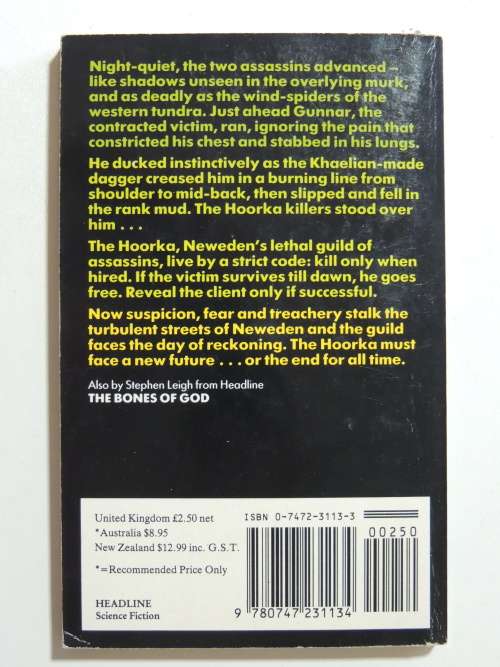 Night-quiet, the two assassins advanced –
like shadows unseen in the overlying murk,
and as deadly as the wind-spiders of the
western tundra. Just ahead Gunnar, the
contracted victim, ran, ignoring the pain that
constricted his chest and stabbed in his lungs.
He ducked instinctively as the Khaelian-made
dagger creased him in a burning line from
shoulder to mid-back, then slipped and fell in
the rank mud. The Hoorka killers stood over
him . . .
The Hoorka, Neweden's lethal guild of
assassins, live by a strict code: kill only when
hired. If the victim survives till dawn, he goes
free. Reveal the client only if successful.
Now suspicion, fear and treachery stalk the
turbulent streets of Neweden and the guild
faces the day of reckoning. The Hoorka must
face a new future . . . or the end for all time.
Also by Stephen Leigh from Headline
THE BONES OF GOD
United Kingdom £2.50 net
*Australia $8.95
New Zealand $12.99 inc. G.S.T.
*=Recommended Price Only
HEADLINE
Science Fiction
ISBN 0-7472-3113-3
00250
9 780747 231134